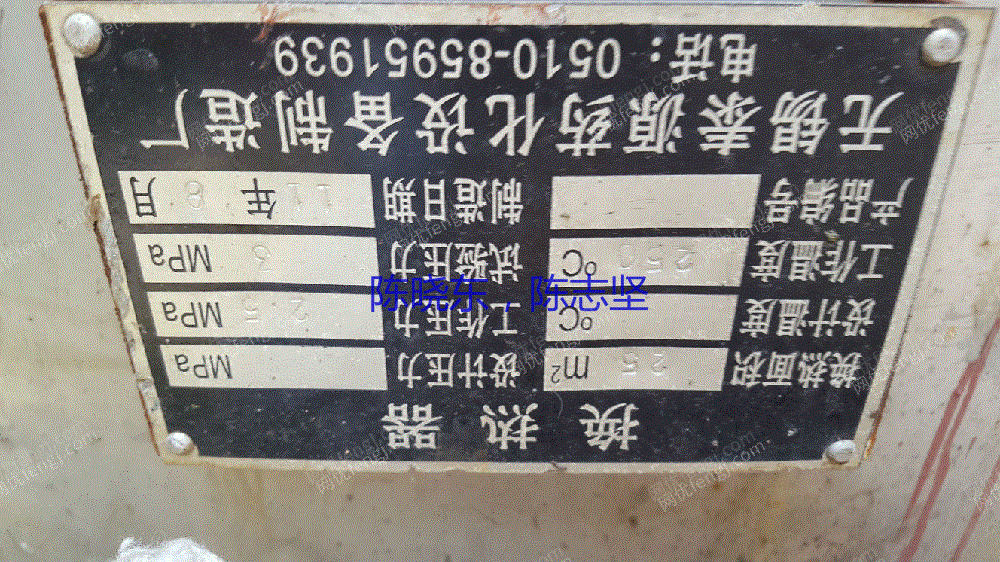 换热器
换热面积 25 m² 设计压力 MPa
设计温度 ℃ 工作压力 2.5 MPa
工作温度 250 ℃ 试验压力 3 MPa
产品编号 制造日期 11年8月
无锡泰源药化设备制造厂
电话：0510-85951939
陈晓东，陈志坚